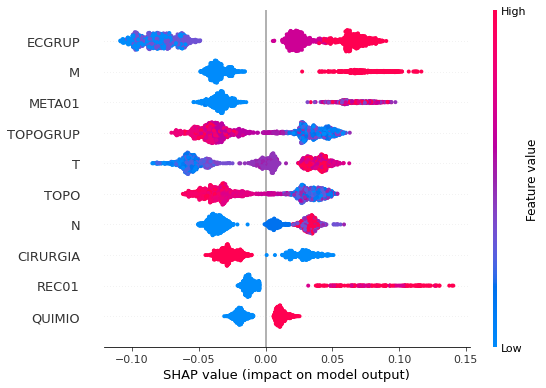 High
ECGRUP
M
META01
TOPOGRUP
T
TOPO
N
CIRURGIA
REC01
QUIMIO
Feature value
Low
−0.10 −0.05 0.00 0.05 0.10 0.15
SHAP value (impact on model output)